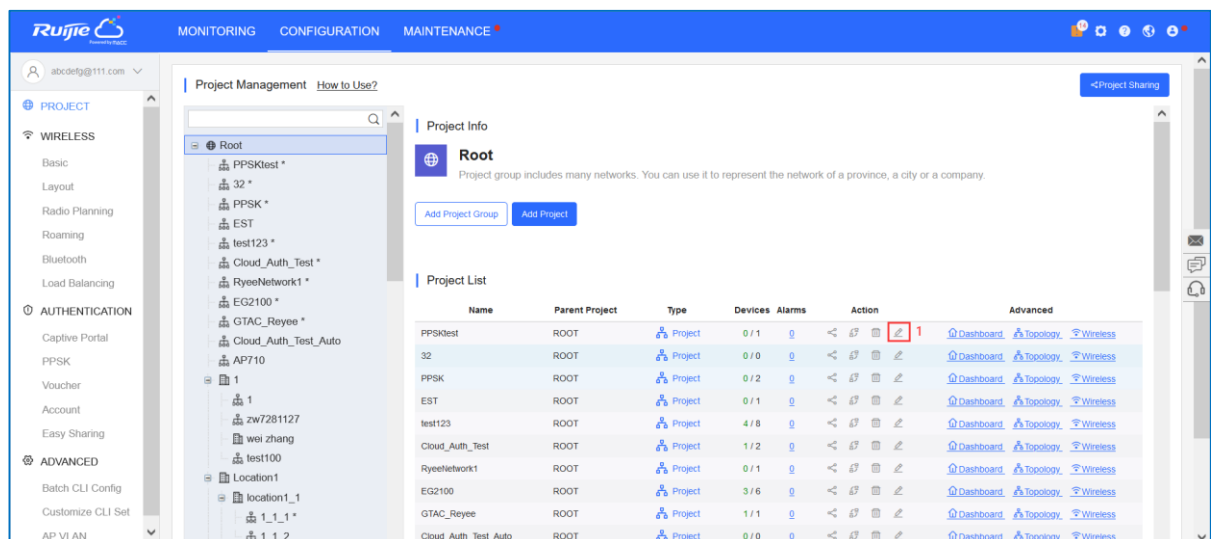 Ruijie MONITORING CONFIGURATION MAINTENANCE
abcdefg@111.com
PROJECT
WIRELESS
Basic
Layout
Radio Planning
Roaming
Bluetooth
Load Balancing
AUTHENTICATION
Captive Portal
PPSK
Voucher
Account
Easy Sharing
ADVANCED
Batch CLI Config
Customize CLI Set
AP VLAN
Project Management How to Use? Project Sharing
Root
PPSKtest *
32 *
PPSK *
EST
test123 *
Cloud_Auth_Test *
RyeeNetwork1 *
EG2100 *
GTAC_Reyee *
Cloud_Auth_Test_Auto
AP710
1
1
zw7281127
wei zhang
test100
Location1
location1_1
1_1_1 *
1_1_2
Project Info
Root
Project group includes many networks. You can use it to represent the network of a province, a city or a company.
Add Project Group Add Project
Project List
Name Parent Project Type Devices Alarms Action Advanced
PPSKtest ROOT Project 0 / 1 0 1 Dashboard Topology Wireless
32 ROOT Project 0 / 0 0 Dashboard Topology Wireless
PPSK ROOT Project 0 / 2 0 Dashboard Topology Wireless
EST ROOT Project 0 / 1 0 Dashboard Topology Wireless
test123 ROOT Project 4 / 8 0 Dashboard Topology Wireless
Cloud_Auth_Test ROOT Project 1 / 2 0 Dashboard Topology Wireless
RyeeNetwork1 ROOT Project 0 / 1 0 Dashboard Topology Wireless
EG2100 ROOT Project 3 / 6 0 Dashboard Topology Wireless
GTAC_Reyee ROOT Project 1 / 1 0 Dashboard Topology Wireless
Cloud_Auth_Test_Auto ROOT Project 0 / 0 0 Dashboard Topology Wireless